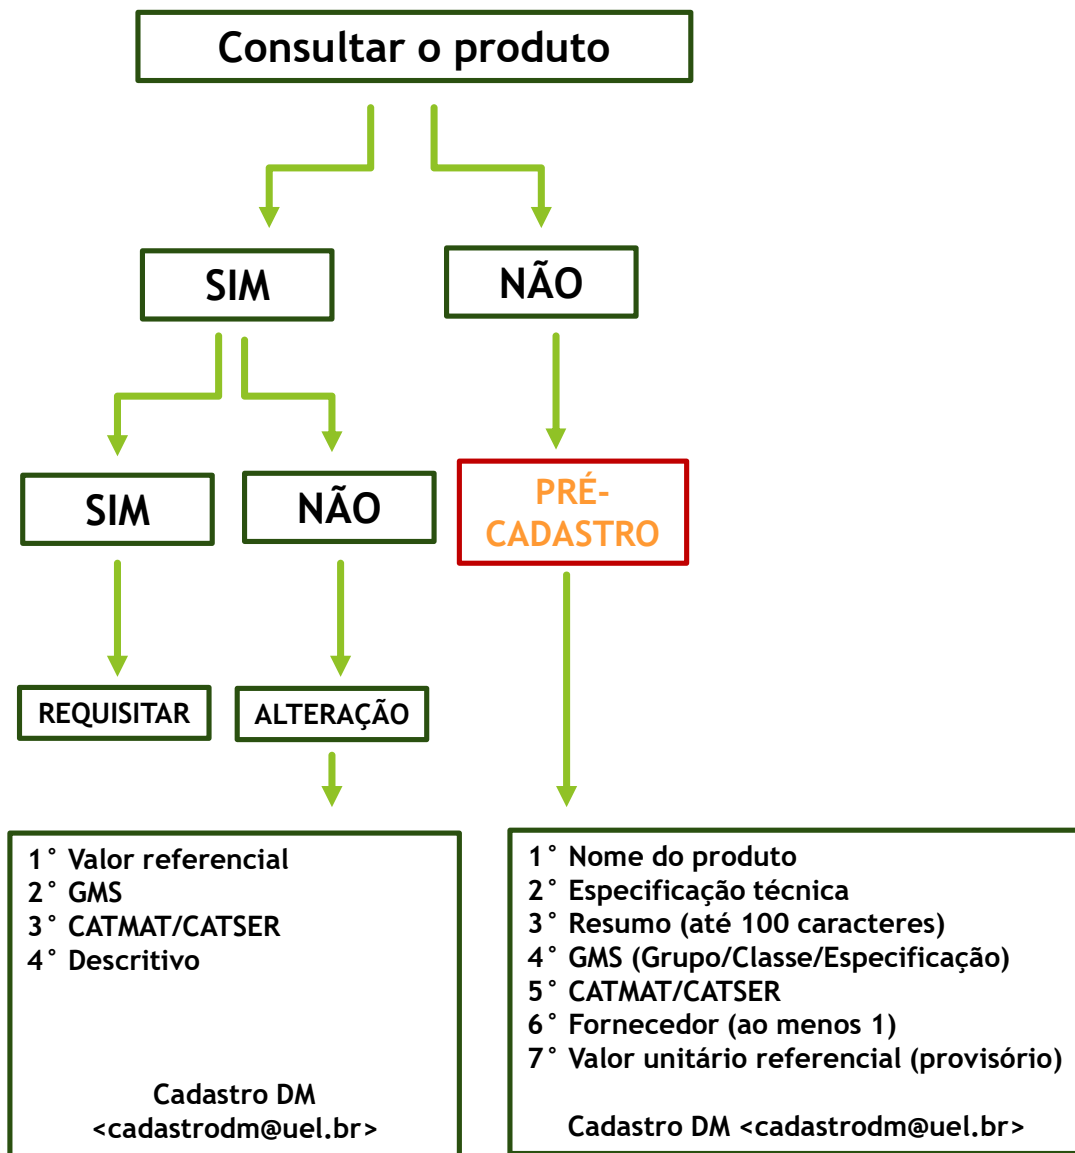 Consultar o produto
SIM
NÃO
SIM
NÃO
PRÉ-
CADASTRO
REQUISITAR
ALTERAÇÃO
1° Valor referencial
2° GMS
3° CATMAT/CATSER
4° Descritivo
Cadastro DM
<cadastrodm@uel.br>
1° Nome do produto
2° Especificação técnica
3° Resumo (até 100 caracteres)
4° GMS (Grupo/Classe/Especificação)
5° CATMAT/CATSER
6° Fornecedor (ao menos 1)
7° Valor unitário referencial (provisório)
Cadastro DM <cadastrodm@uel.br>